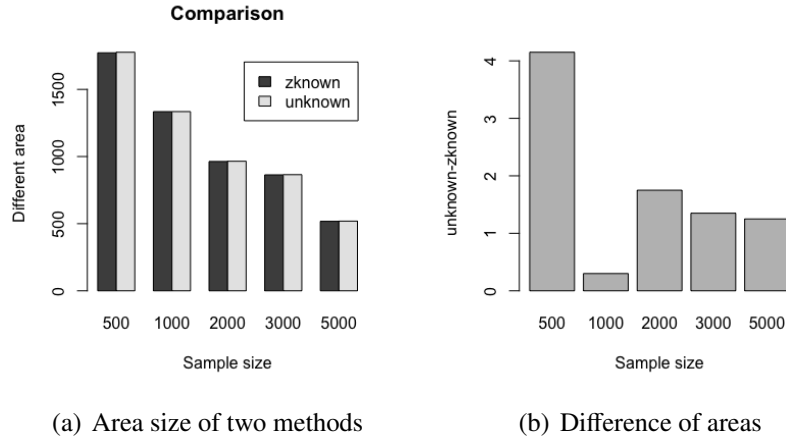 Comparison
Different area
1500
1000
500
0
zknown
unknown
500 1000 2000 3000 5000
Sample size
(a) Area size of two methods
unknown-zknown
4
3
2
1
0
500 1000 2000 3000 5000
Sample size
(b) Difference of areas